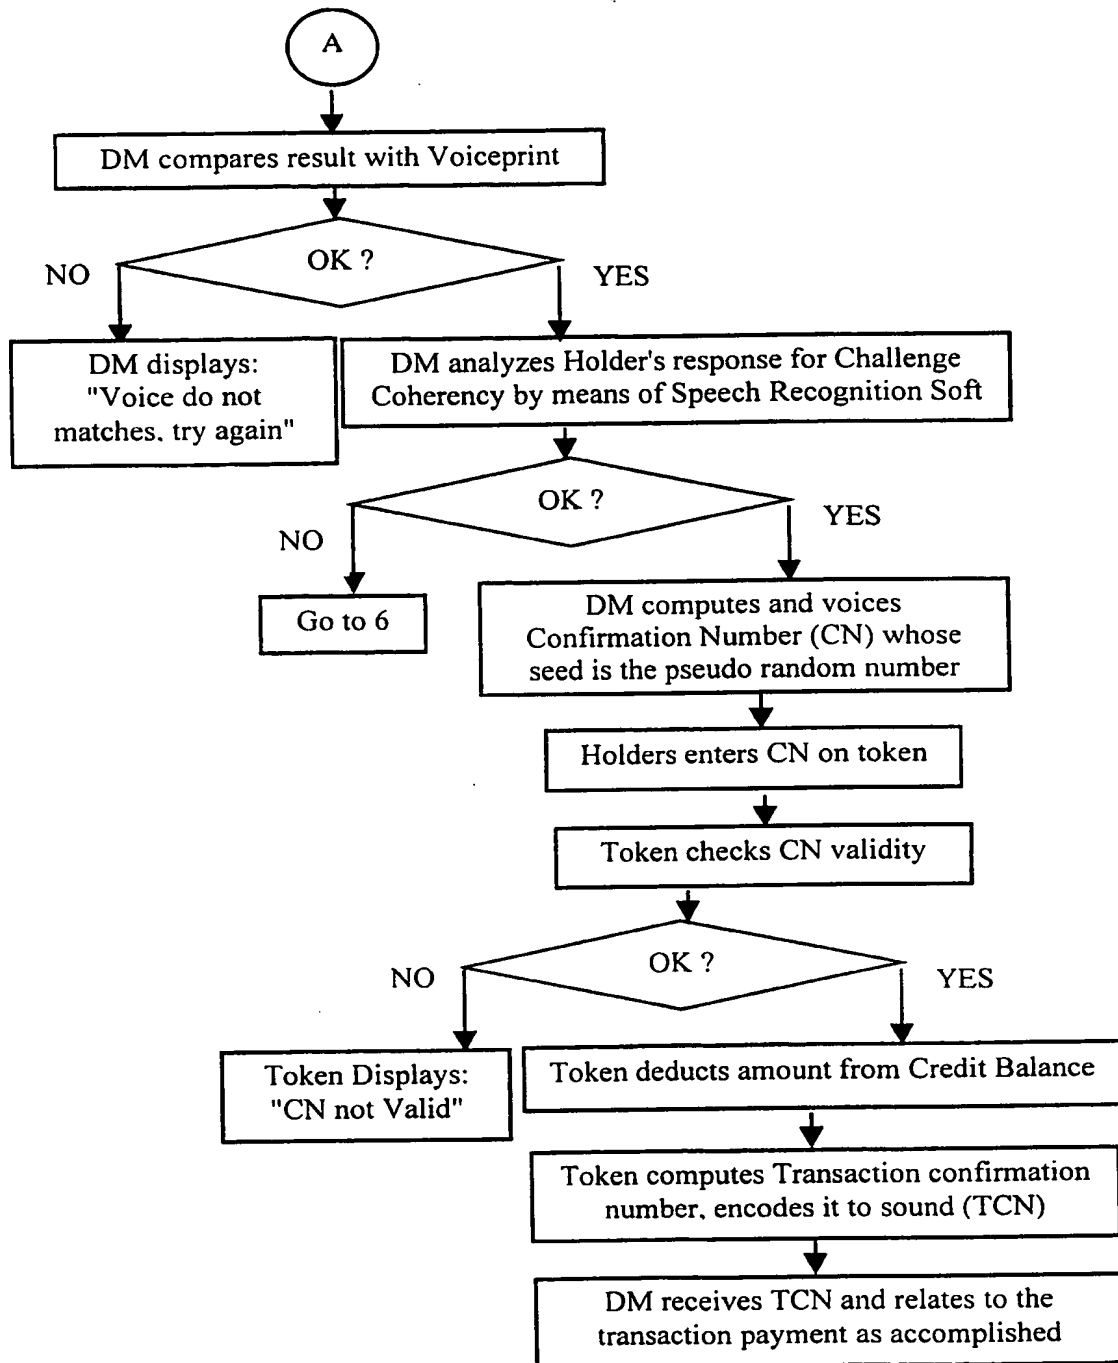 A
DM compares result with Voiceprint
OK ?
NO
YES
DM displays:
"Voice do not
matches, try again"
DM analyzes Holder's response for Challenge
Coherency by means of Speech Recognition Soft
OK ?
NO
YES
Go to 6
DM computes and voices
Confirmation Number (CN) whose
seed is the pseudo random number
Holders enters CN on token
Token checks CN validity
OK ?
NO
YES
Token Displays:
"CN not Valid"
Token deducts amount from Credit Balance
Token computes Transaction confirmation
number, encodes it to sound (TCN)
DM receives TCN and relates to the
transaction payment as accomplished